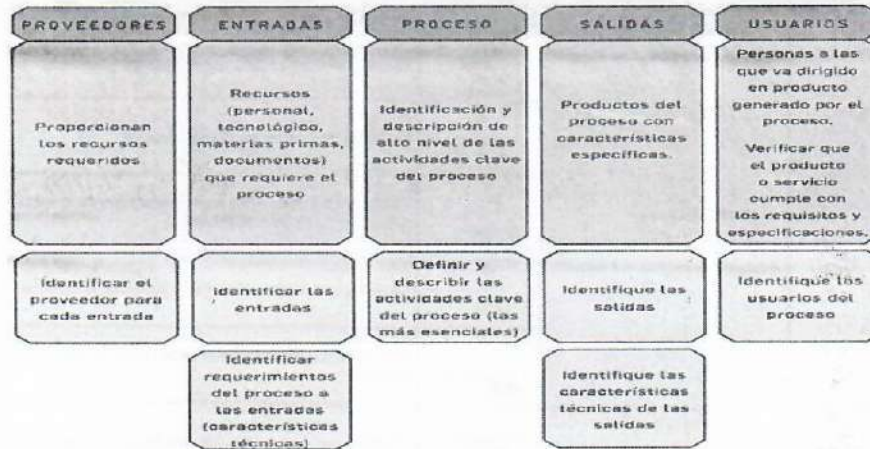 PROVEEDORES
Proporcionan
los recursos
requeridos
Identificar el
proveedor para
cada entrada
ENTRADAS
Recursos
(personal,
tecnológico,
materias primas,
documentos)
que requiere el
proceso
Identificar las
entradas
Identificar
requerimientos
del proceso a
las entradas
(características
técnicas)
PROCESO
Identificación y
descripción de
alto nivel de las
actividades clave
del proceso
Definir y
describir las
actividades clave
del proceso (las
más esenciales)
SALIDAS
Productos del
proceso con
características
específicas.
Identifique las
salidas
Identifique las
características
técnicas de las
salidas
USUARIOS
Personas a las
que va dirigido
en producto
generado por el
proceso.
Verificar que
el producto
o servicio
cumple con
los requisitos y
especificaciones.
Identifique los
usuarios del
proceso